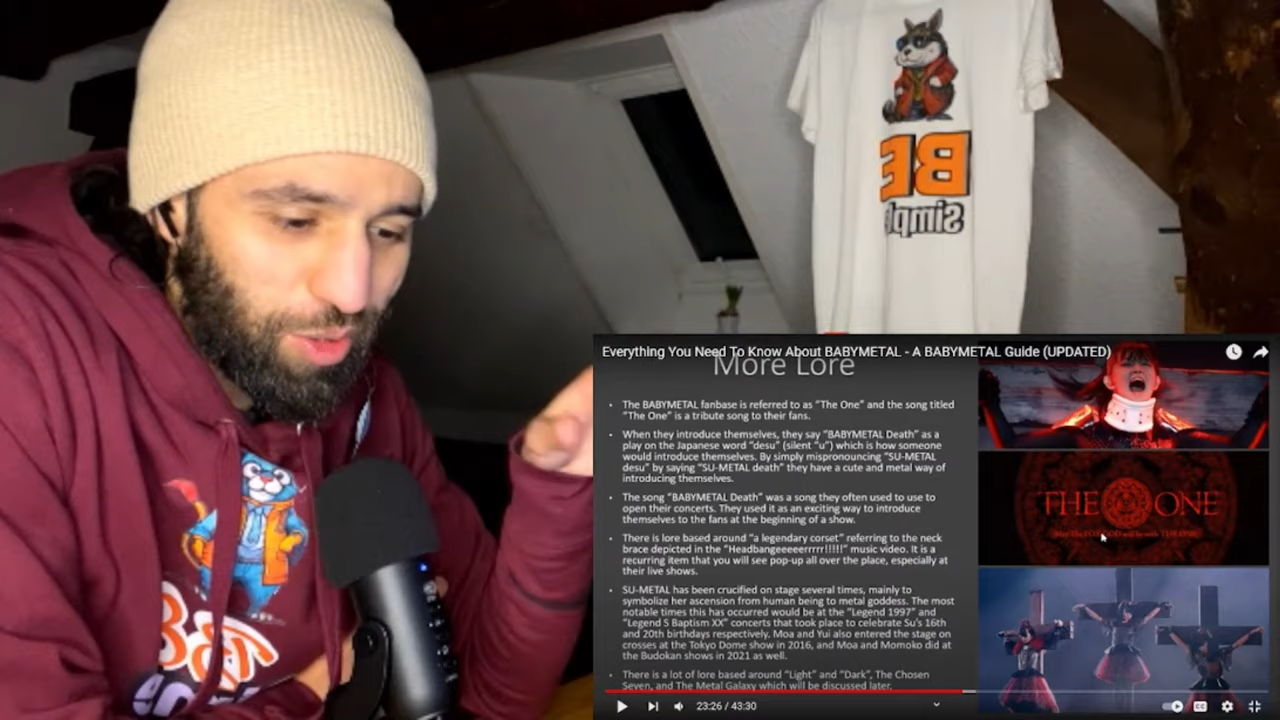 BE
Simply
BE
Everything You Need To Know About BABYMETAL - A BABYMETAL Guide (UPDATED)
More Lore
• The BABYMETAL fanbase is referred to as “The One” and the song titled
“The One” is a tribute song to their fans.
• When they introduce themselves, they say “BABYMETAL Death” as a
play on the Japanese word “desu” (silent “u”) which is how someone
would introduce themselves. By simply mispronouncing “SU-METAL
desu” by saying “SU-METAL death” they have a cute and metal way of
introducing themselves.
• The song “BABYMETAL Death” was a song they often used to use to
open their concerts. They used it as an exciting way to introduce
themselves to the fans at the beginning of a show.
• There is lore based around “a legendary corset” referring to the neck
brace depicted in the “Headbangeeeeerrrrr!!!!!” music video. It is a
recurring item that you will see pop-up all over the place, especially at
their live shows.
• SU-METAL has been crucified on stage several times, mainly to
symbolize her ascension from human being to metal goddess. The most
notable times this has occurred would be at the “Legend 1997” and
“Legend S Baptism XX” concerts that took place to celebrate Su’s 16th
and 20th birthdays respectively. Moa and Yui also entered the stage on
crosses at the Tokyo Dome show in 2016, and Moa and Momoko did at
the Budokan shows in 2021 as well.
• There is a lot of lore based around “Light” and “Dark”, The Chosen
Seven, and The Metal Galaxy which will be discussed later.
THE ONE
23:26 / 43:30